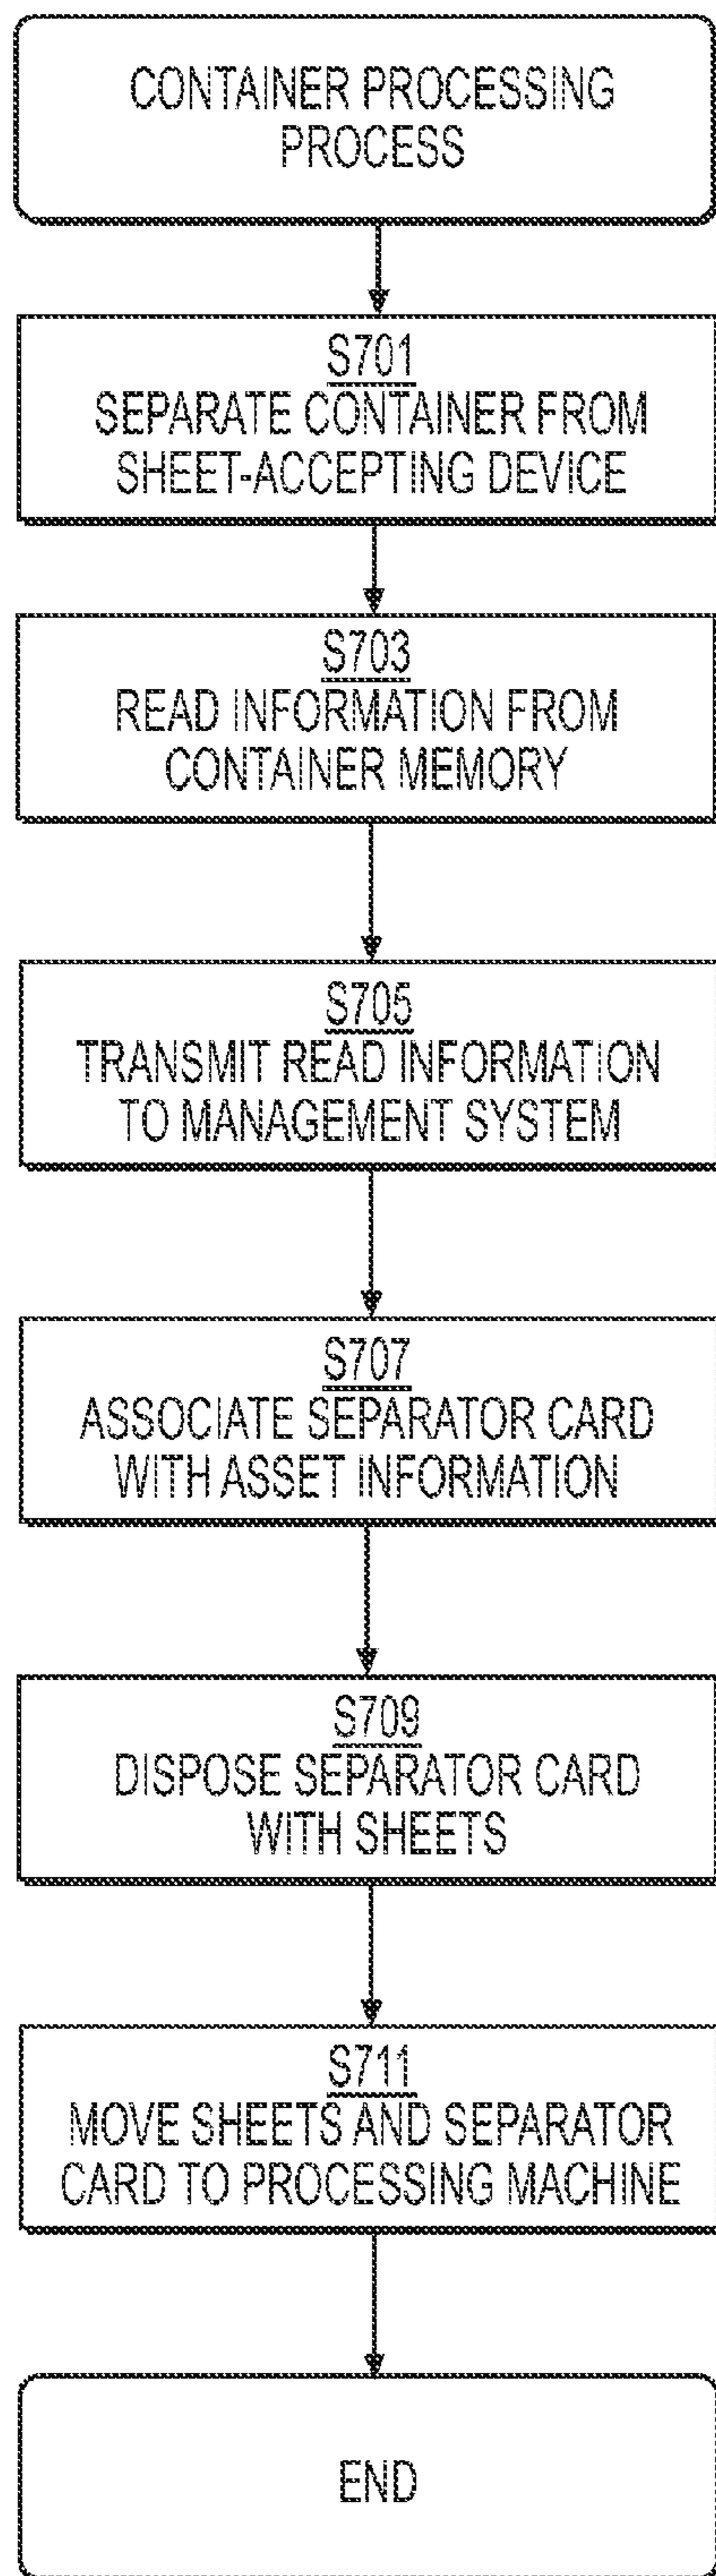 CONTAINER PROCESSING
PROCESS
S701
SEPARATE CONTAINER FROM
SHEET-ACCEPTING DEVICE
S703
READ INFORMATION FROM
CONTAINER MEMORY
S705
TRANSMIT READ INFORMATION
TO MANAGEMENT SYSTEM
S707
ASSOCIATE SEPARATOR CARD
WITH ASSET INFORMATION
S709
DISPOSE SEPARATOR CARD
WITH SHEETS
S711
MOVE SHEETS AND SEPARATOR
CARD TO PROCESSING MACHINE
END